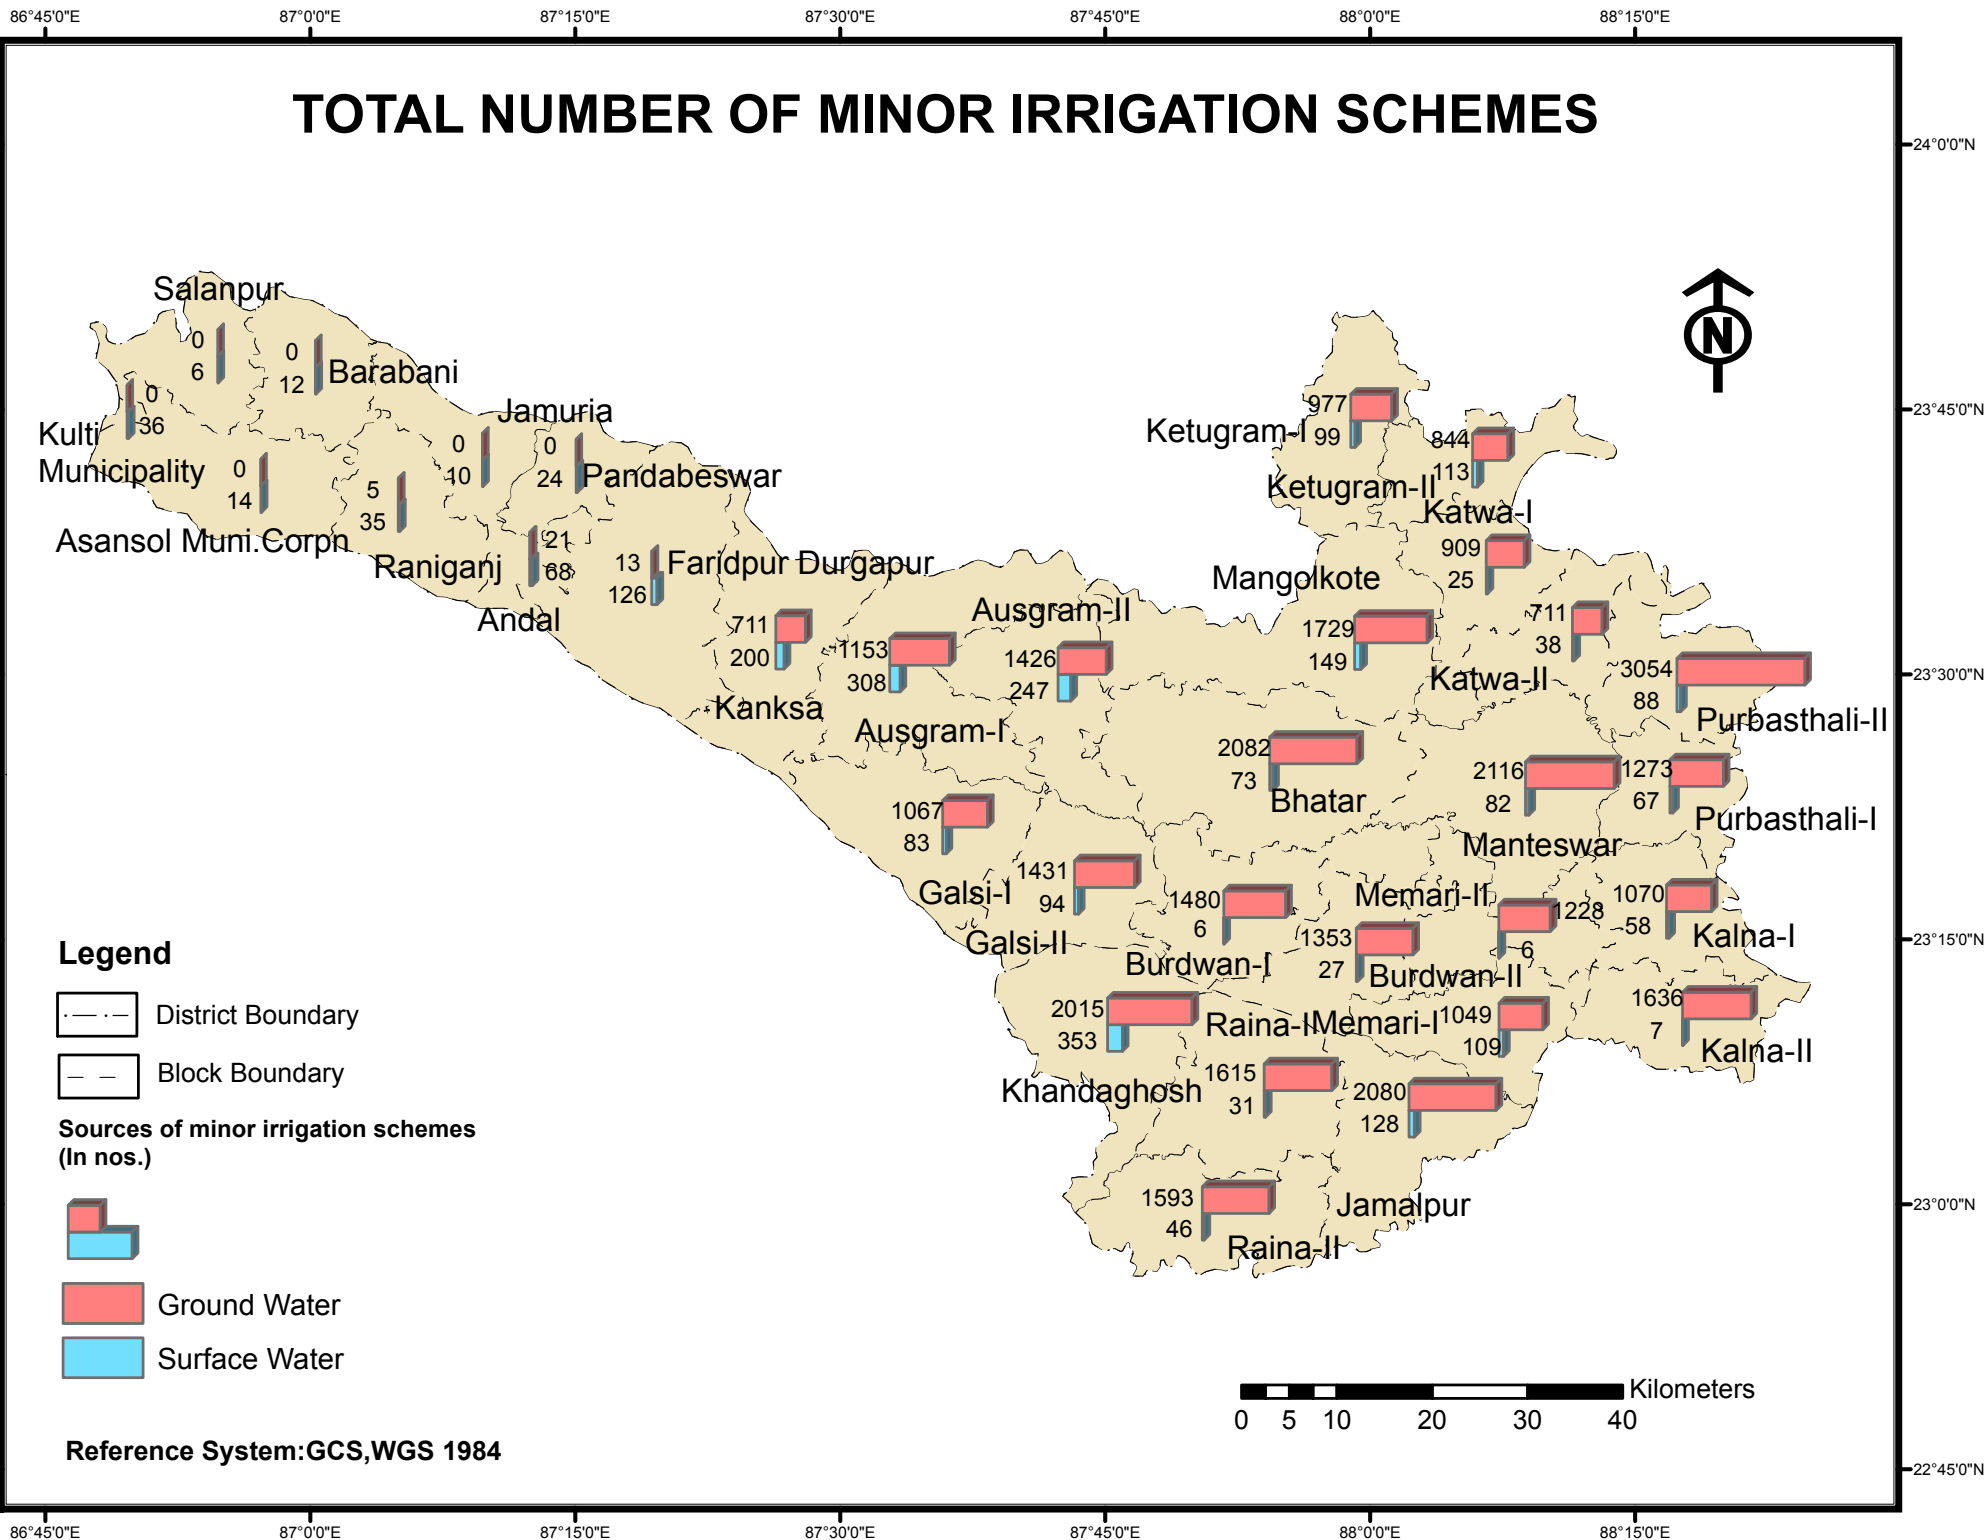 86°45'0"E
87°0'0"E
87°15'0"E
87°30'0"E
87°45'0"E
88°0'0"E
88°15'0"E
TOTAL NUMBER OF MINOR IRRIGATION SCHEMES
24°0'0"N
23°45'0"N
23°30'0"N
23°15'0"N
23°0'0"N
22°45'0"N
N
Salanpur
0
6
0
12
Barabani
0
36
Kulti
Municipality
0
14
Asansol Muni.Corpn
5
35
Raniganj
Jamuria
0
10
0
24
Pandabeswar
21
68
Andal
13
126
Faridpur Durgapur
711
200
Kanksa
1153
308
Ausgram-I
Ausgram-II
1426
247
977
99
Ketugram-I
844
113
Ketugram-II
Katwa-I
909
25
Mangolkote
1729
149
711
38
Katwa-II
3054
88
Purbasthali-II
2082
73
Bhatar
2116
82
Manteswar
1273
67
Purbasthali-I
1067
83
Galsi-I
1431
94
Galsi-II
1480
6
Burdwan-I
1353
27
Burdwan-II
Memari-II
1228
6
1070
58
Kalna-I
1636
7
Kalna-II
2015
353
Khandaghosh
Raina-I
Memari-I
1049
109
1615
31
2080
128
Jamalpur
1593
46
Raina-II
Legend
District Boundary
Block Boundary
Sources of minor irrigation schemes
(In nos.)
Ground Water
Surface Water
Reference System:GCS,WGS 1984
Kilometers
0 5 10 20 30 40
86°45'0"E
87°0'0"E
87°15'0"E
87°30'0"E
87°45'0"E
88°0'0"E
88°15'0"E